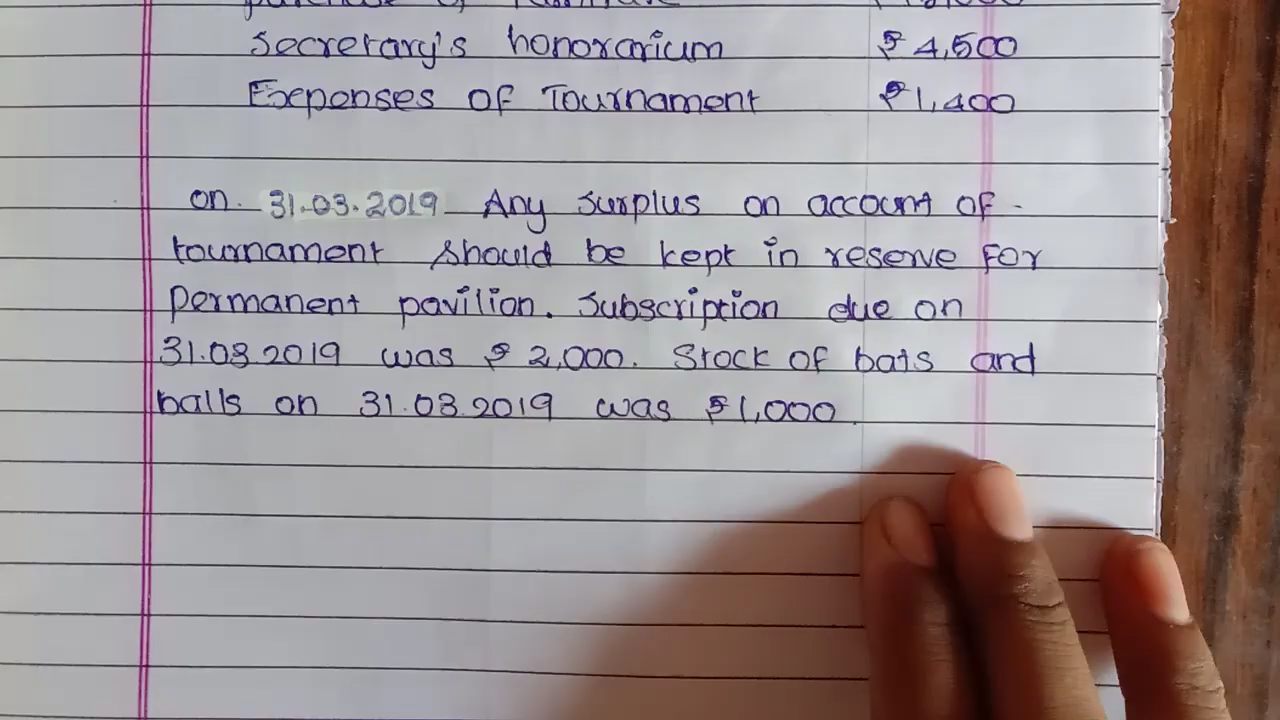 Secretary's honorarium ₹ 4,500
Expenses of Tournament ₹1,400
on 31.03.2019 Any surplus on account of
tournament should be kept in reserve for
permanent pavilion. Subscription due on
31.03.2019 was ₹ 2,000. Stock of bats and
balls on 31.03.2019 was ₹1,000.